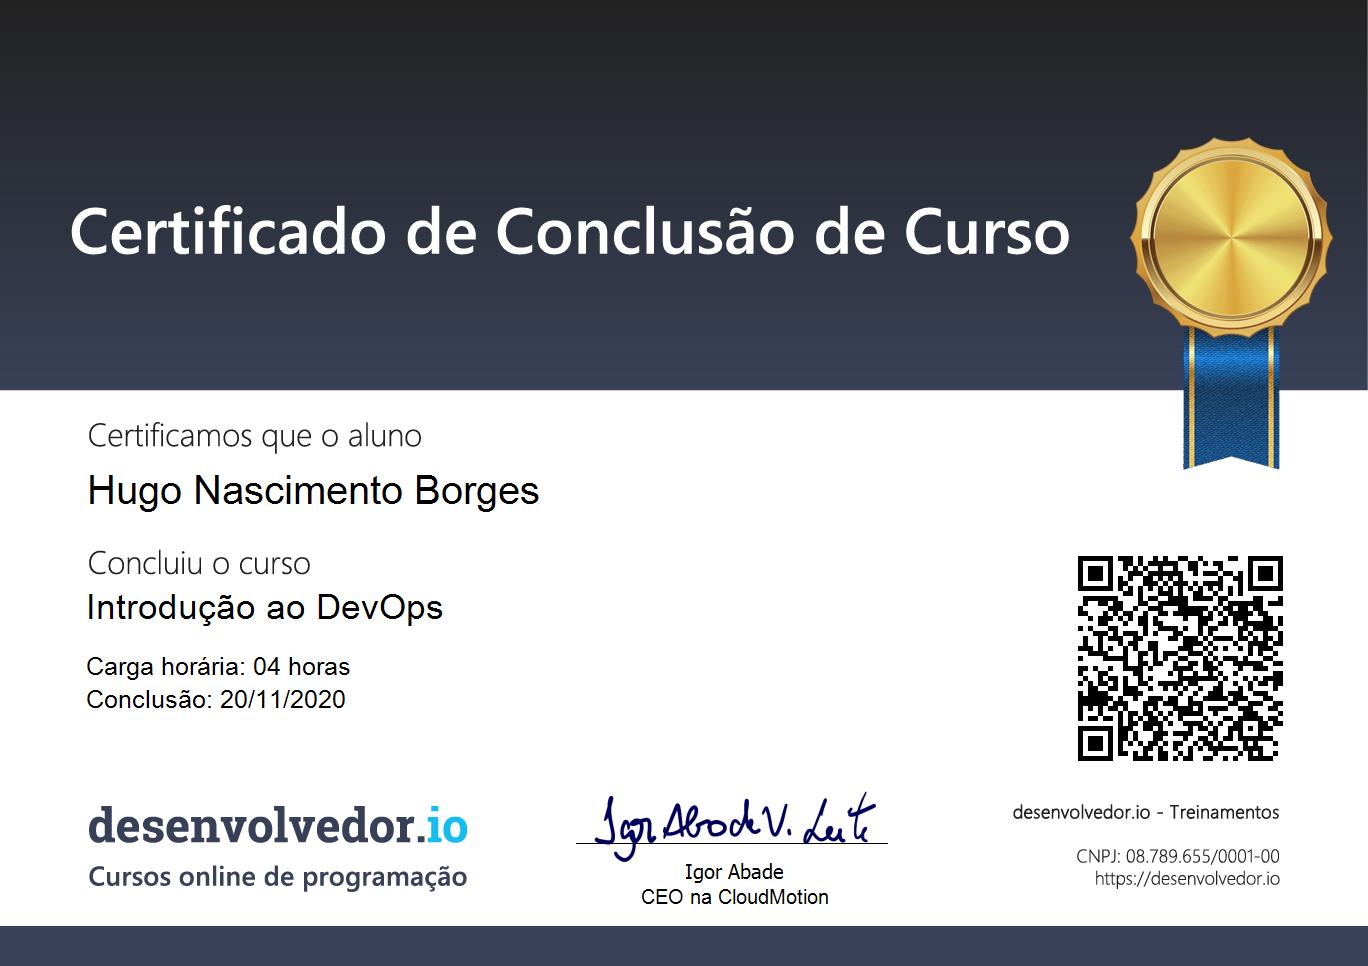 Certificado de Conclusão de Curso
Certificamos que o aluno
Hugo Nascimento Borges
Concluiu o curso
Introdução ao DevOps
Carga horária: 04 horas
Conclusão: 20/11/2020
desenvolvedor.io
Cursos online de programação
Igor Abade V. Leite
Igor Abade
CEO na CloudMotion
desenvolvedor.io - Treinamentos
CNPJ: 08.789.655/0001-00
https://desenvolvedor.io